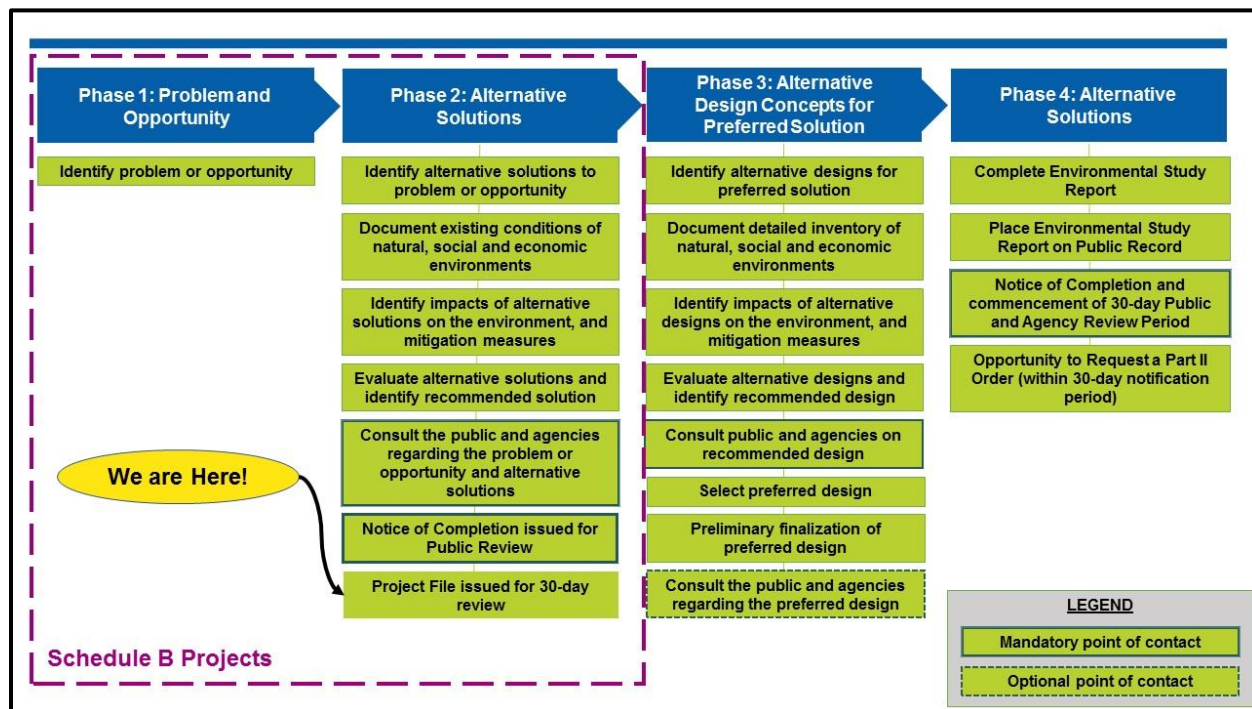 Phase 1: Problem and
Opportunity
Identify problem or opportunity
Phase 2: Alternative
Solutions
Identify alternative solutions to
problem or opportunity
Document existing conditions of
natural, social and economic
environments
Identify impacts of alternative
solutions on the environment, and
mitigation measures
Evaluate alternative solutions and
identify recommended solution
Consult the public and agencies
regarding the problem or
opportunity and alternative
solutions
Notice of Completion issued for
Public Review
Project File issued for 30-day
review
We are Here!
Schedule B Projects
Phase 3: Alternative
Design Concepts for
Preferred Solution
Identify alternative designs for
preferred solution
Document detailed inventory of
natural, social and economic
environments
Identify impacts of alternative
designs on the environment, and
mitigation measures
Evaluate alternative designs and
identify recommended design
Consult public and agencies on
recommended design
Select preferred design
Preliminary finalization of
preferred design
Consult the public and agencies
regarding the preferred design
Phase 4: Alternative
Solutions
Complete Environmental Study
Report
Place Environmental Study
Report on Public Record
Notice of Completion and
commencement of 30-day Public
and Agency Review Period
Opportunity to Request a Part II
Order (within 30-day notification
period)
LEGEND
Mandatory point of contact
Optional point of contact